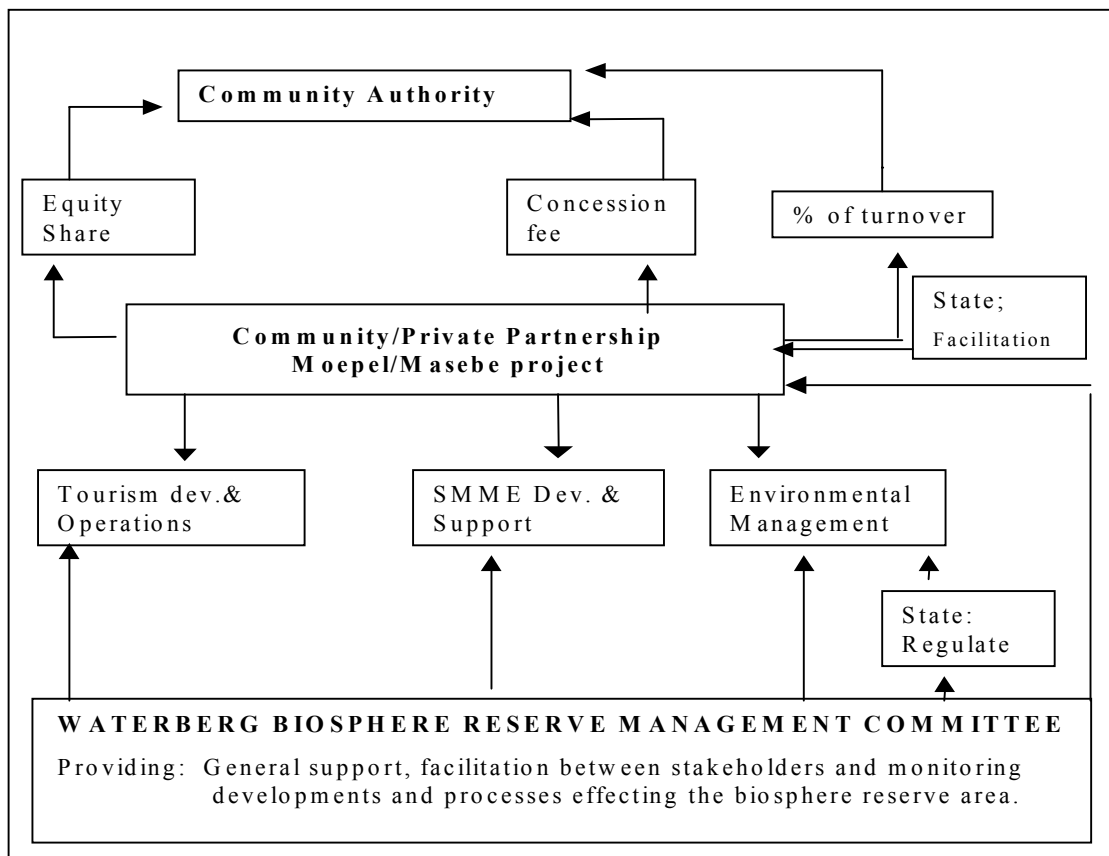 Community Authority
Equity
Share
Concession
fee
% of turnover
State;
Facilitation
Community/Private Partnership
Moepel/Masebe project
Tourism dev.&
Operations
SMME Dev. &
Support
Environmental
Management
State:
Regulate
WATERBERG BIOSPHERE RESERVE MANAGEMENT COMMITTEE
Providing: General support, facilitation between stakeholders and monitoring
developments and processes effecting the biosphere reserve area.